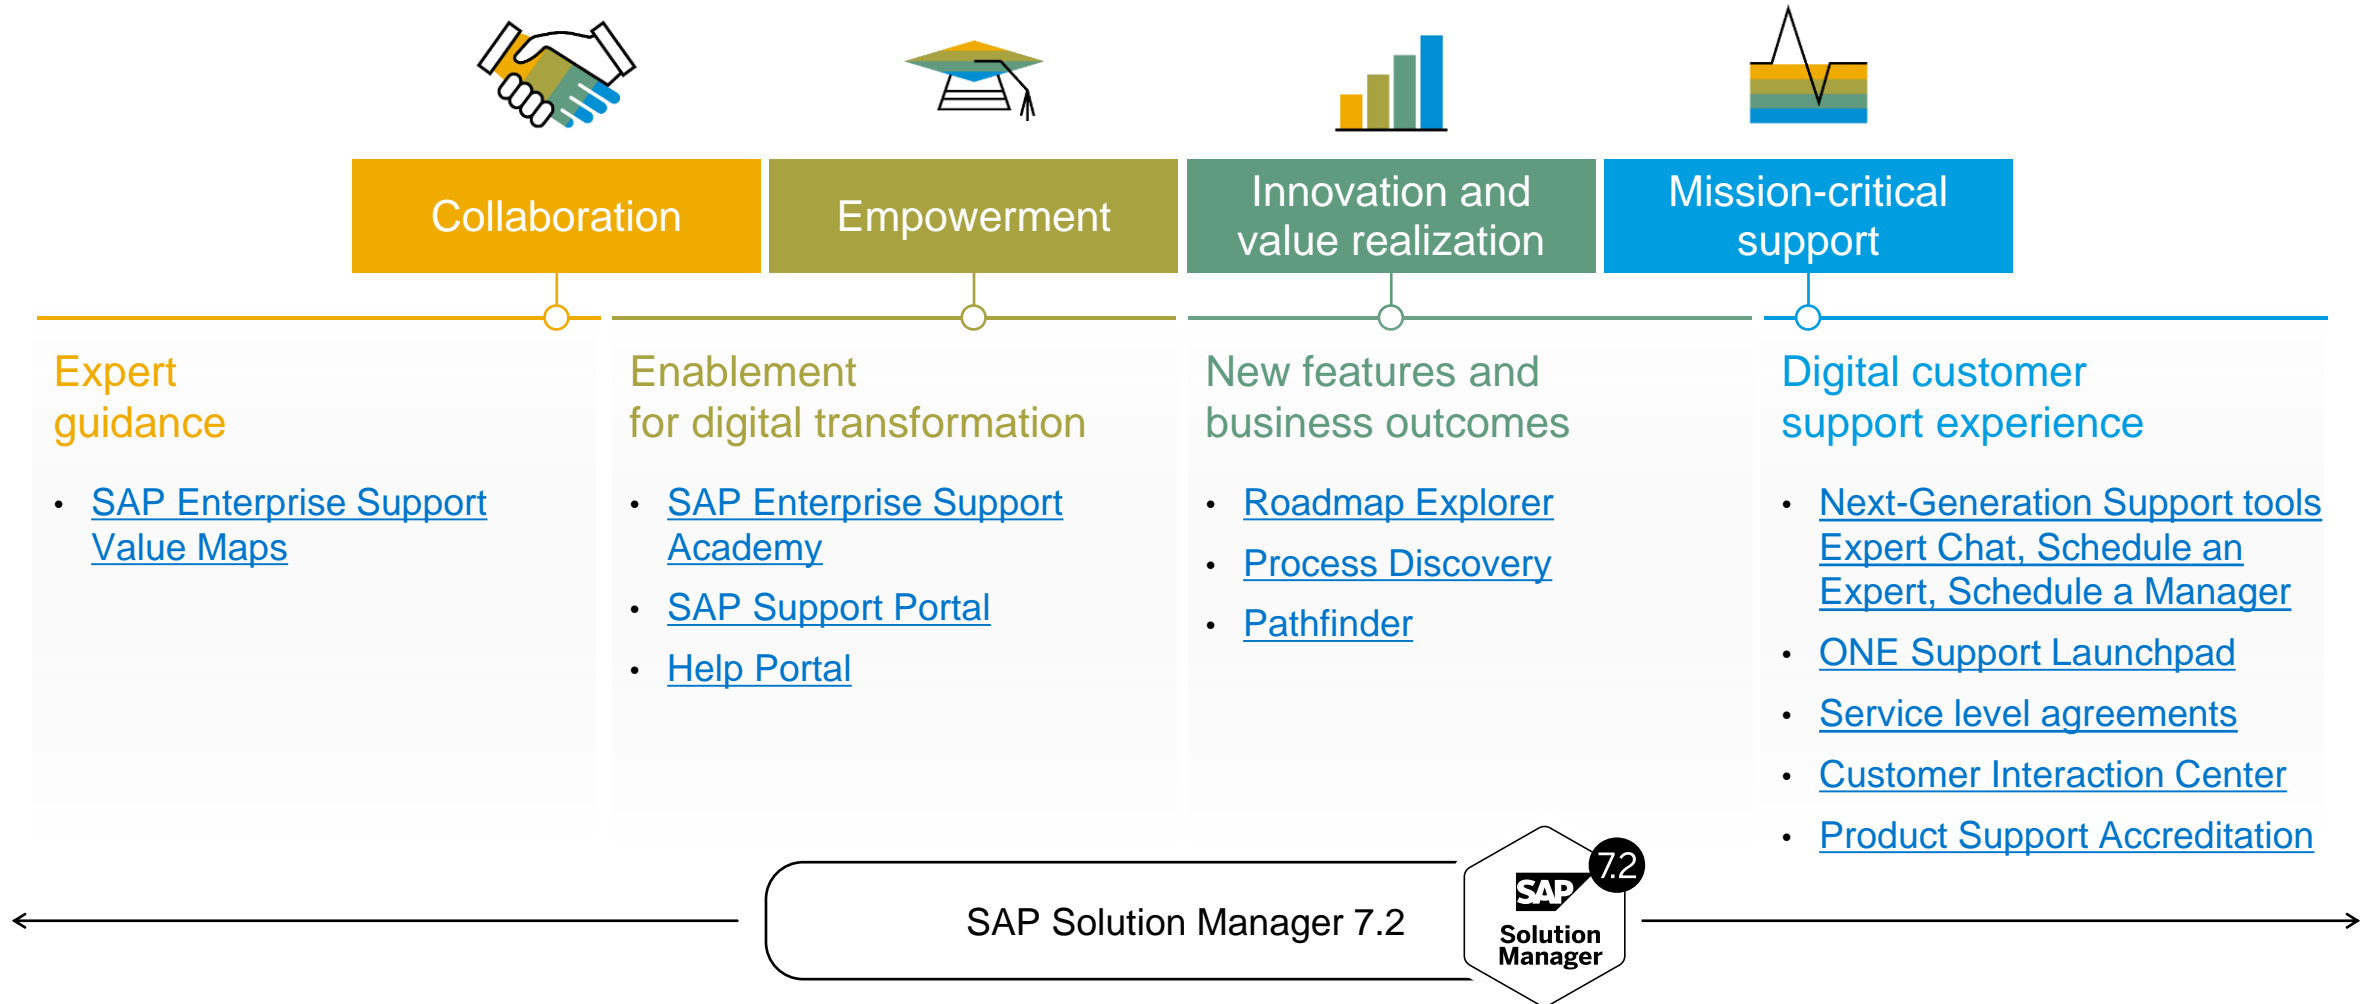 Collaboration
Empowerment
Innovation and
value realization
Mission-critical
support
Expert
guidance
• SAP Enterprise Support
Value Maps
Enablement
for digital transformation
• SAP Enterprise Support
Academy
• SAP Support Portal
• Help Portal
New features and
business outcomes
• Roadmap Explorer
• Process Discovery
• Pathfinder
Digital customer
support experience
• Next-Generation Support tools
Expert Chat, Schedule an
Expert, Schedule a Manager
• ONE Support Launchpad
• Service level agreements
• Customer Interaction Center
• Product Support Accreditation
SAP Solution Manager 7.2
7.2
SAP
Solution
Manager